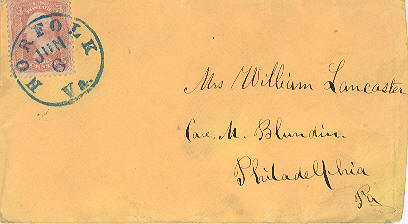 NORFOLK
JUN
6
Va.
Mrs William Lancaster
Care. M. Blundin.
Philadelphia
Pa